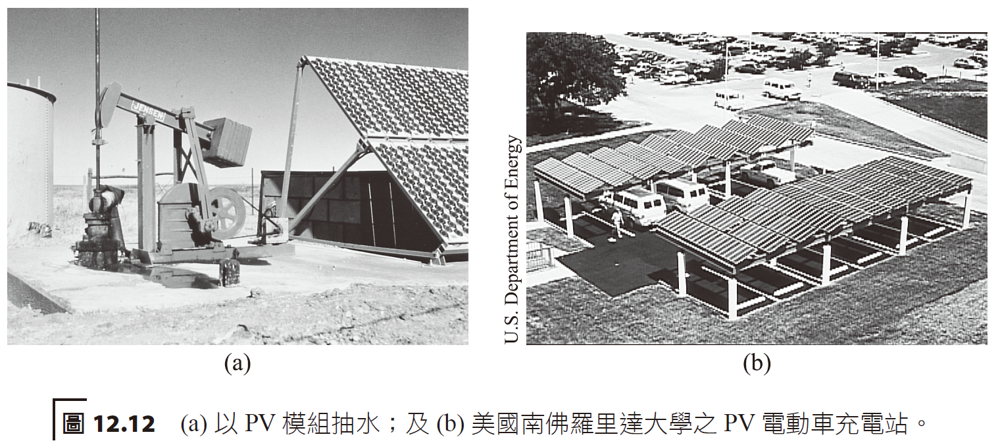 JENSEN
U.S. Department of Energy
(a)
(b)
圖 12.12 (a) 以 PV 模組抽水；及 (b) 美國南佛羅里達大學之 PV 電動車充電站。